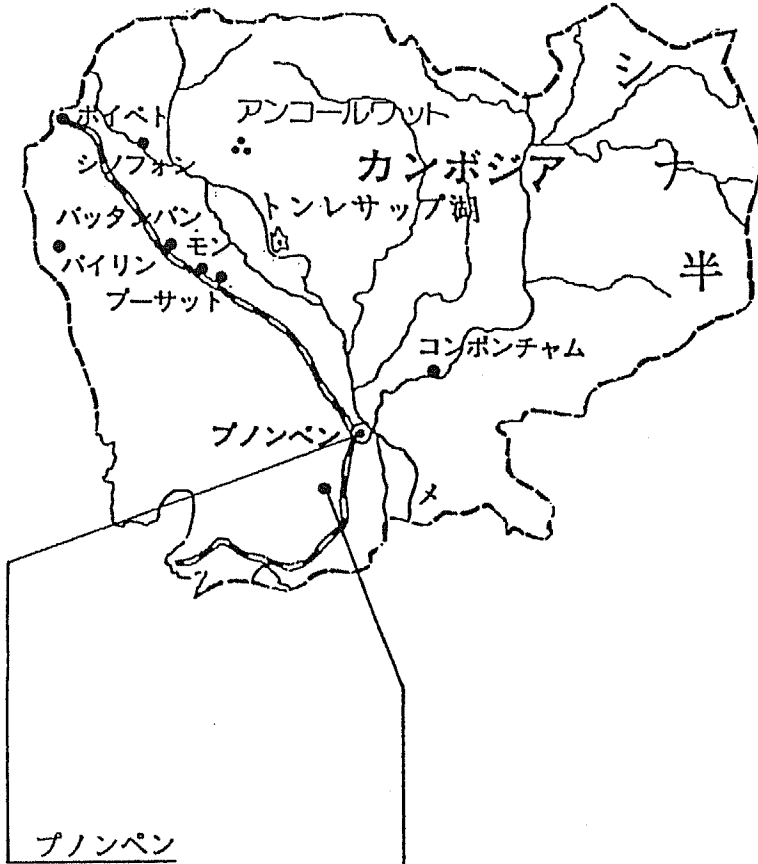 シ
ポイペト
アンコールワット
シソフォン
カンボジア
ナ
トンレサップ湖
バッタンバン
モン
パイリン
半
プーサット
コンポンチャム
プノンペン
メ
プノンペン